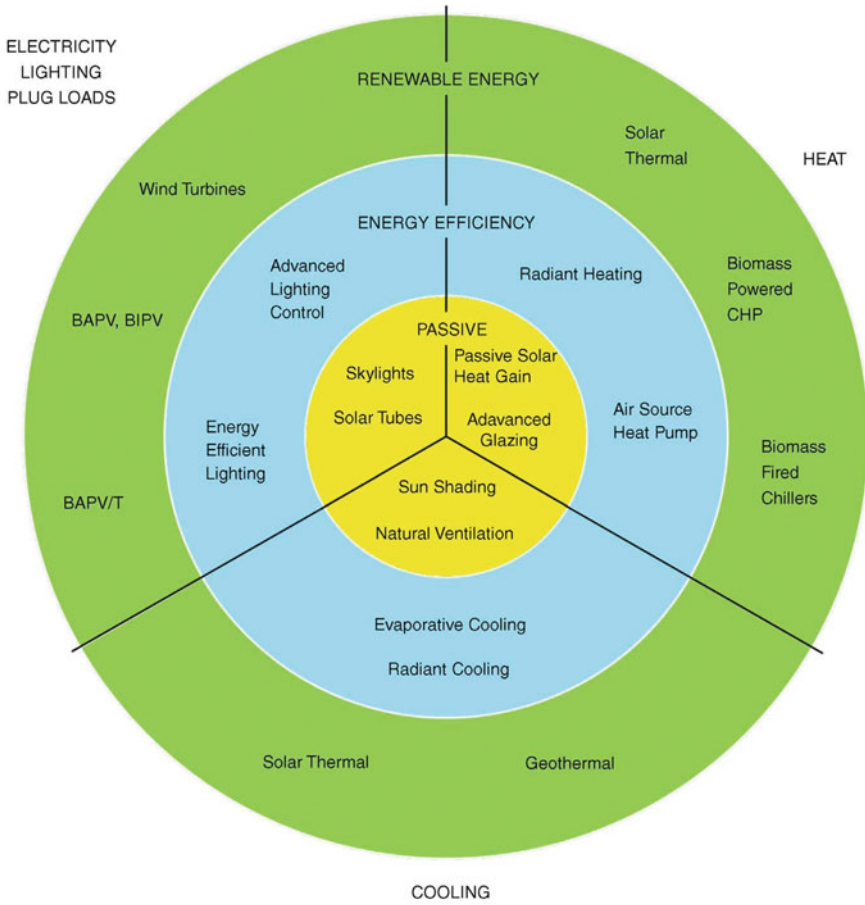 ELECTRICITY
LIGHTING
PLUG LOADS
RENEWABLE ENERGY
Solar
Thermal
HEAT
Wind Turbines
ENERGY EFFICIENCY
Advanced
Lighting
Control
Radiant Heating
Biomass
Powered
CHP
BAPV, BIPV
PASSIVE
Skylights
Solar Tubes
Passive Solar
Heat Gain
Adavanced
Glazing
Air Source
Heat Pump
Energy
Efficient
Lighting
Biomass
Fired
Chillers
BAPV/T
Sun Shading
Natural Ventilation
Evaporative Cooling
Radiant Cooling
Solar Thermal
Geothermal
COOLING